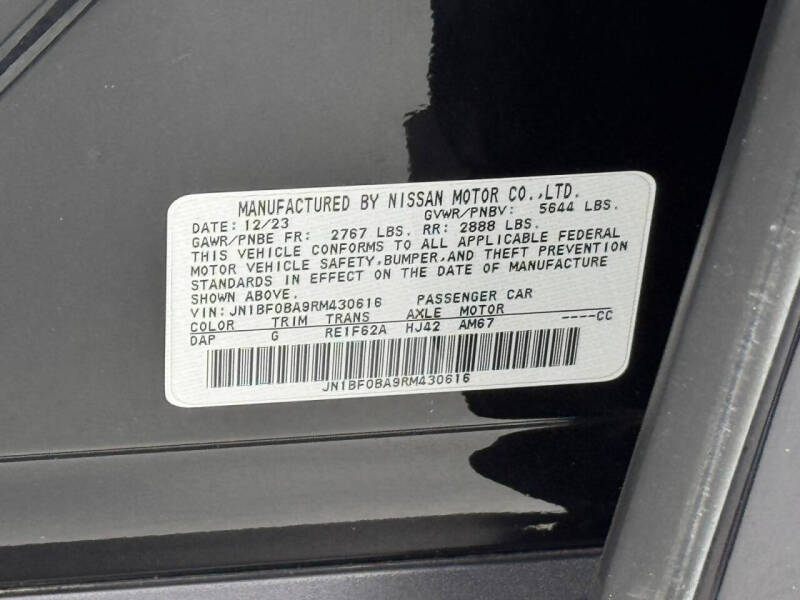 MANUFACTURED BY NISSAN MOTOR CO.,LTD.
DATE: 12/23 GVWR/PNBV: 5644 LBS.
GAWR/PNBE FR: 2767 LBS. RR: 2888 LBS.
THIS VEHICLE CONFORMS TO ALL APPLICABLE FEDERAL
MOTOR VEHICLE SAFETY,BUMPER,AND THEFT PREVENTION
STANDARDS IN EFFECT ON THE DATE OF MANUFACTURE
SHOWN ABOVE.
VIN: JN1BF0BA9RM430616 PASSENGER CAR
COLOR TRIM TRANS AXLE MOTOR
DAP G RE1F62A HJ42 AM67 ----CC
JN1BF0BA9RM430616